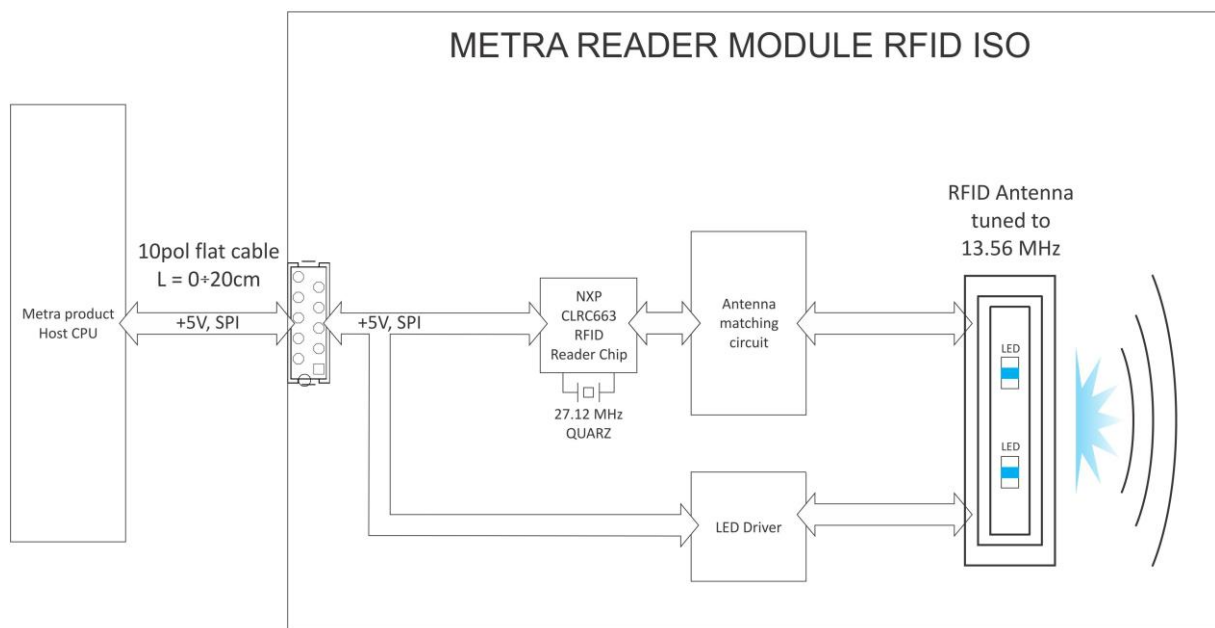 METRA READER MODULE RFID ISO
Metra product
Host CPU
10pol flat cable
L = 0÷20cm
+5V, SPI
+5V, SPI
NXP
CLRC663
RFID
Reader Chip
27.12 MHz
QUARZ
Antenna
matching
circuit
LED Driver
RFID Antenna
tuned to
13.56 MHz
LED
LED